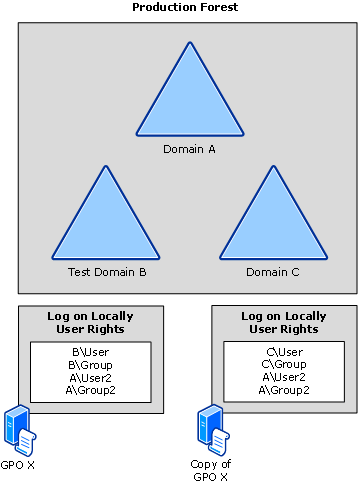 Production Forest
Domain A
Test Domain B
Domain C
Log on Locally
User Rights
B\User
B\Group
A\User2
A\Group2
GPO X
Log on Locally
User Rights
C\User
C\Group
A\User2
A\Group2
Copy of
GPO X